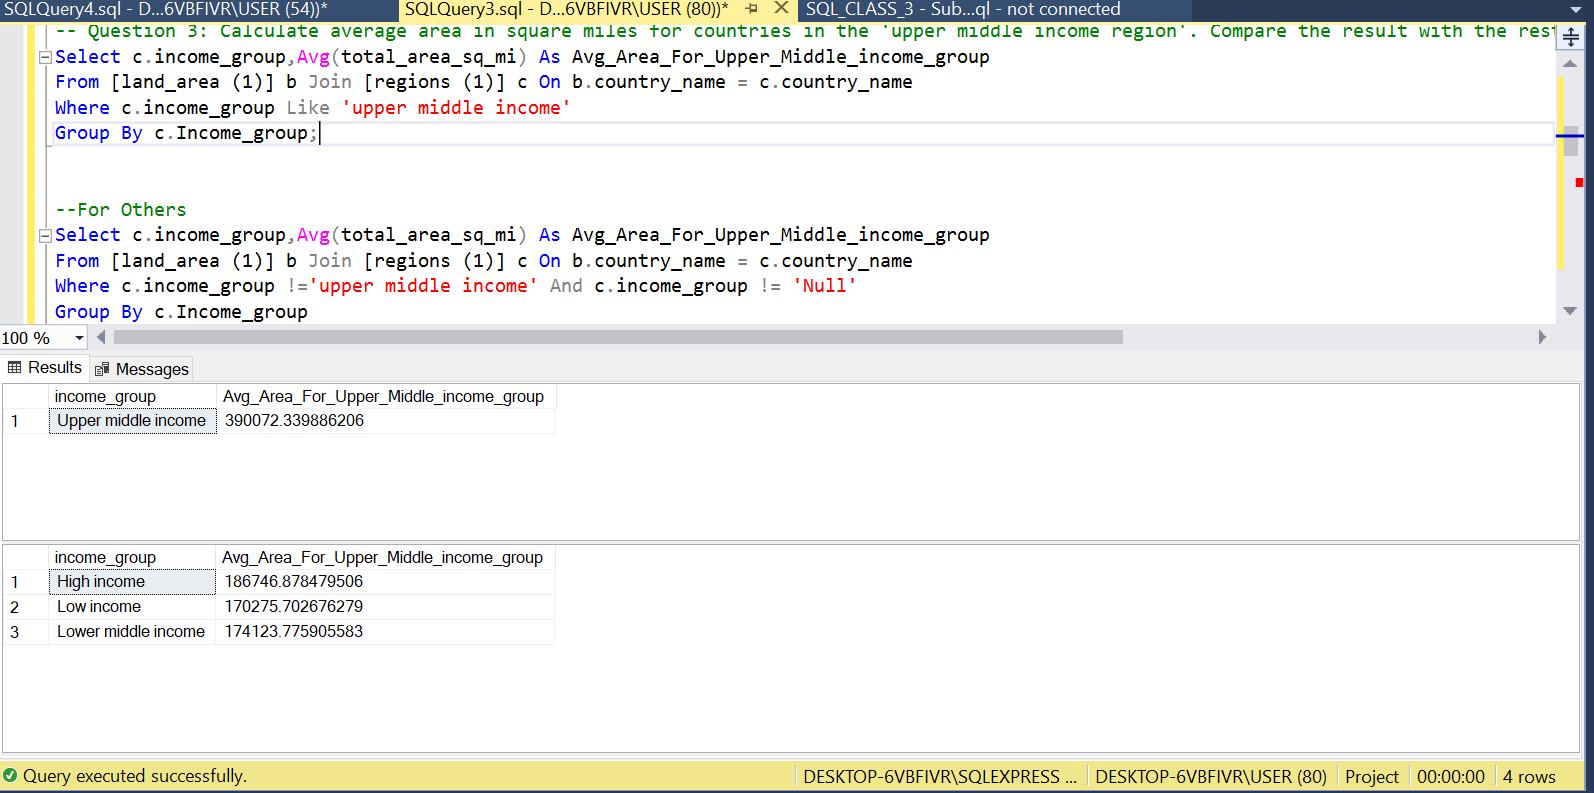 SQLQuery4.sql - D...6VBFIVR\USER (54))* SQLQuery3.sql - D...6VBFIVR\USER (80))* SQL_CLASS_3 - Sub...ql - not connected
-- Question 3: Calculate average area in square miles for countries in the 'upper middle income region'. Compare the result with the rest
Select c.income_group,Avg(total_area_sq_mi) As Avg_Area_For_Upper_Middle_income_group
From [land_area (1)] b Join [regions (1)] c On b.country_name = c.country_name
Where c.income_group Like 'upper middle income'
Group By c.Income_group;
--For Others
Select c.income_group,Avg(total_area_sq_mi) As Avg_Area_For_Upper_Middle_income_group
From [land_area (1)] b Join [regions (1)] c On b.country_name = c.country_name
Where c.income_group !='upper middle income' And c.income_group != 'Null'
Group By c.Income_group
100 %
Results Messages
income_group Avg_Area_For_Upper_Middle_income_group
1 Upper middle income 390072.339886206
income_group Avg_Area_For_Upper_Middle_income_group
1 High income 186746.878479506
2 Low income 170275.702676279
3 Lower middle income 174123.775905583
Query executed successfully. DESKTOP-6VBFIVR\SQLEXPRESS ... DESKTOP-6VBFIVR\USER (80) Project 00:00:00 4 rows